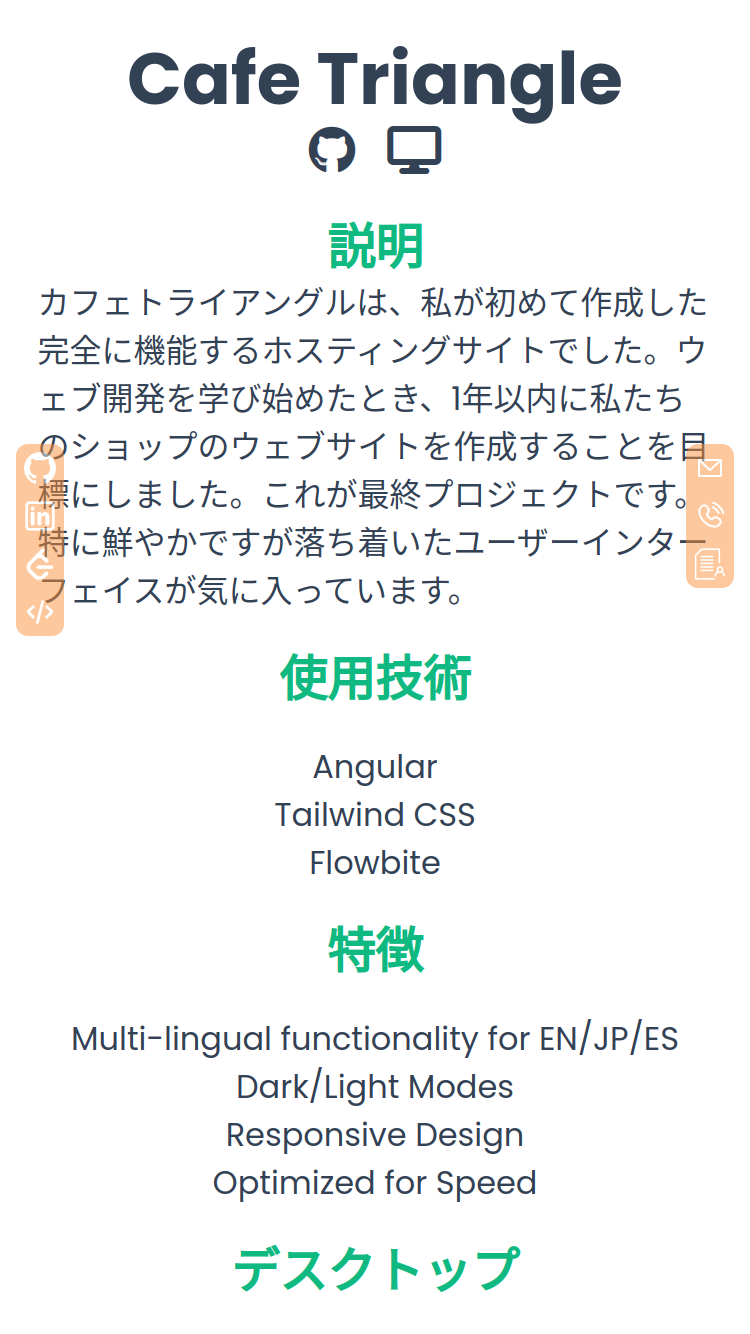 Cafe Triangle
説明
カフェトライアングルは、私が初めて作成した
完全に機能するホスティングサイトでした。ウ
ェブ開発を学び始めたとき、1年以内に私たち
のショップのウェブサイトを作成することを目
標にしました。これが最終プロジェクトです。
特に鮮やかですが落ち着いたユーザーインター
フェイスが気に入っています。
使用技術
Angular
Tailwind CSS
Flowbite
特徴
Multi-lingual functionality for EN/JP/ES
Dark/Light Modes
Responsive Design
Optimized for Speed
デスクトップ